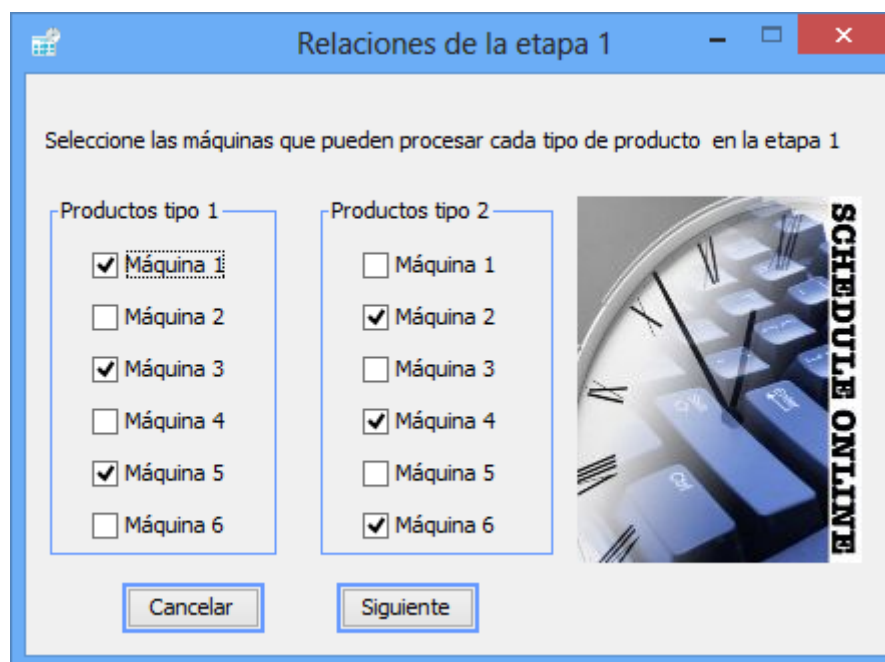 Relaciones de la etapa 1
Seleccione las máquinas que pueden procesar cada tipo de producto en la etapa 1
Productos tipo 1
Máquina 1
Máquina 2
Máquina 3
Máquina 4
Máquina 5
Máquina 6
Productos tipo 2
Máquina 1
Máquina 2
Máquina 3
Máquina 4
Máquina 5
Máquina 6
SCHEDULE ONLINE
Ctrl
Enter
Cancelar
Siguiente